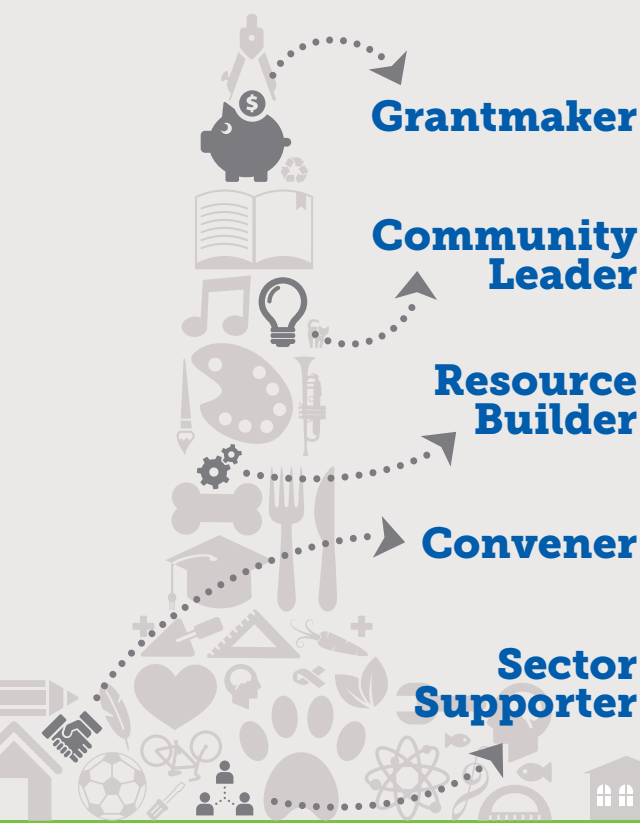 $
Grantmaker
Community
Leader
Resource
Builder
Convener
Sector
Supporter